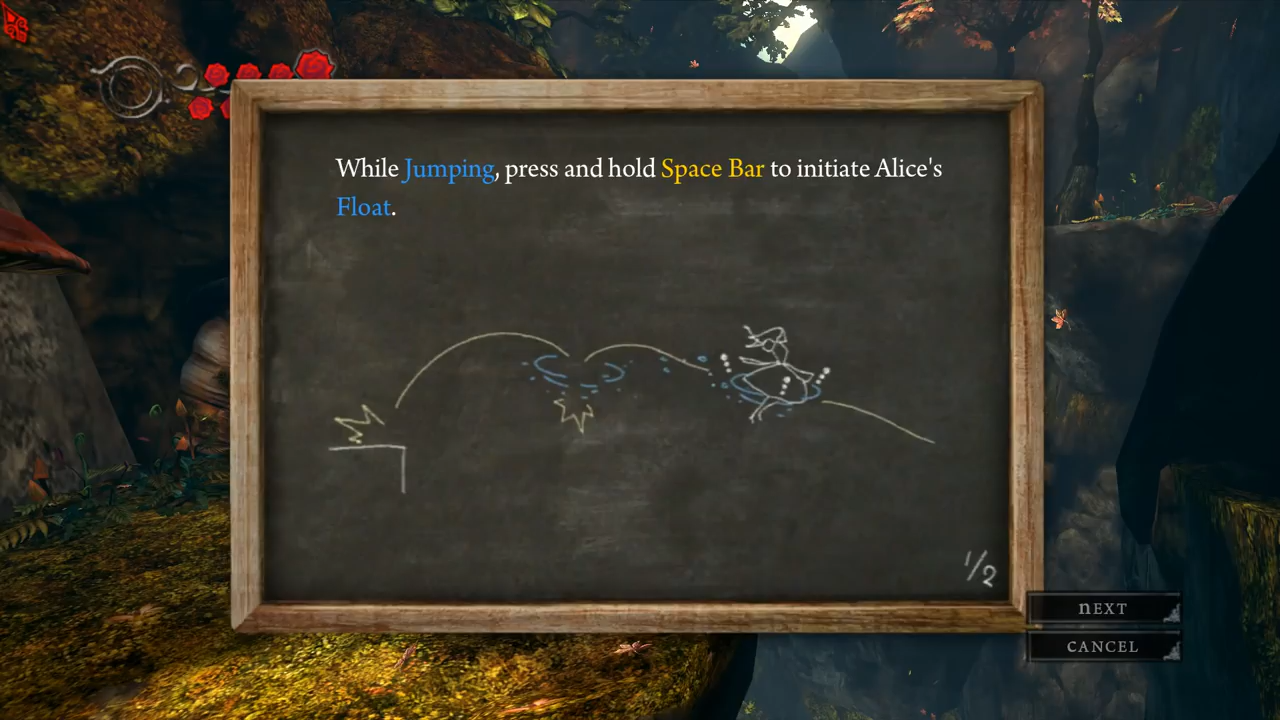 While Jumping, press and hold Space Bar to initiate Alice's
Float.
1/2
NEXT
CANCEL